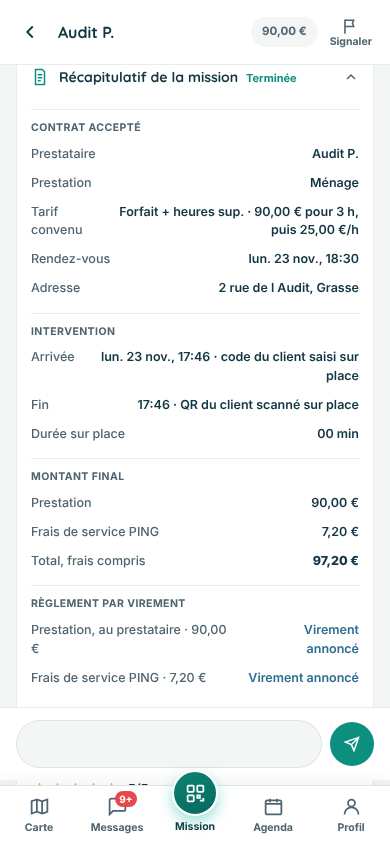 Audit P.
90,00 €
Signaler
Récapitulatif de la mission Terminée
CONTRAT ACCEPTÉ
Prestataire Audit P.
Prestation Ménage
Tarif convenu Forfait + heures sup. · 90,00 € pour 3 h, puis 25,00 €/h
Rendez-vous lun. 23 nov., 18:30
Adresse 2 rue de l Audit, Grasse
INTERVENTION
Arrivée lun. 23 nov., 17:46 · code du client saisi sur place
Fin 17:46 · QR du client scanné sur place
Durée sur place 00 min
MONTANT FINAL
Prestation 90,00 €
Frais de service PING 7,20 €
Total, frais compris 97,20 €
RÈGLEMENT PAR VIREMENT
Prestation, au prestataire · 90,00 € Virement annoncé
Frais de service PING · 7,20 € Virement annoncé
Carte
9+
Messages
Mission
Agenda
Profil